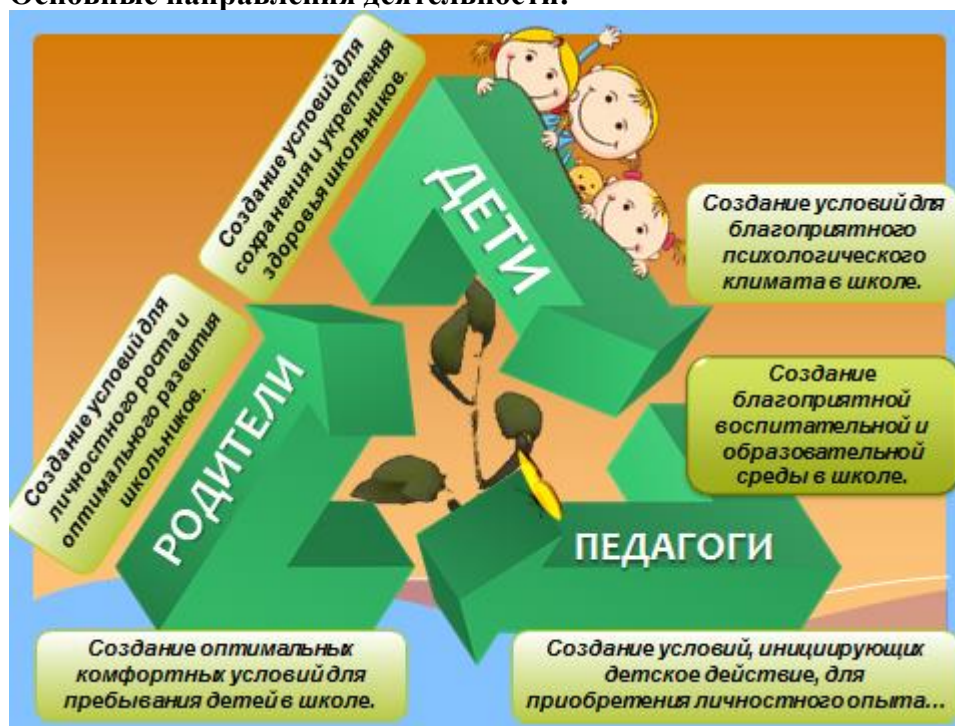 Основные направления деятельности:
Создание условий для
сохранения и укрепления
здоровья школьников.
ДЕТИ
Создание условий для
благоприятного
психологического
климата в школе.
Создание условий для
личностного роста и
оптимального развития
школьников.
РОДИТЕЛИ
Создание
благоприятной
воспитательной и
образовательной
среды в школе.
ПЕДАГОГИ
Создание оптимальных
комфортных условий для
пребывания детей в школе.
Создание условий, инициирующих
детское действие, для
приобретения личностного опыта...